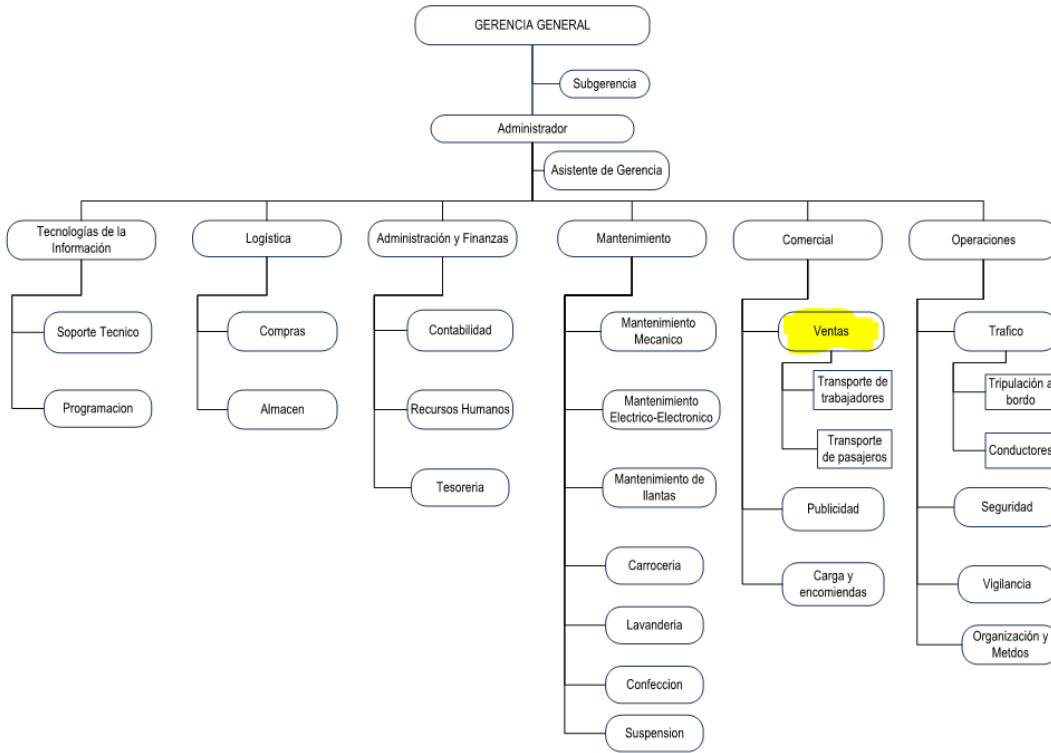 GERENCIA GENERAL
Subgerencia
Administrador
Asistente de Gerencia
Tecnologías de la
Información
Logística
Administración y Finanzas
Mantenimiento
Comercial
Operaciones
Soporte Tecnico
Programacion
Compras
Almacen
Contabilidad
Recursos Humanos
Tesoreria
Mantenimiento
Mecanico
Mantenimiento
Electrico-Electronico
Mantenimiento de
llantas
Carroceria
Lavanderia
Confeccion
Suspension
Ventas
Transporte de
trabajadores
Transporte
de pasajeros
Publicidad
Carga y
encomiendas
Trafico
Tripulación a
bordo
Conductores
Seguridad
Vigilancia
Organización y
Metdos